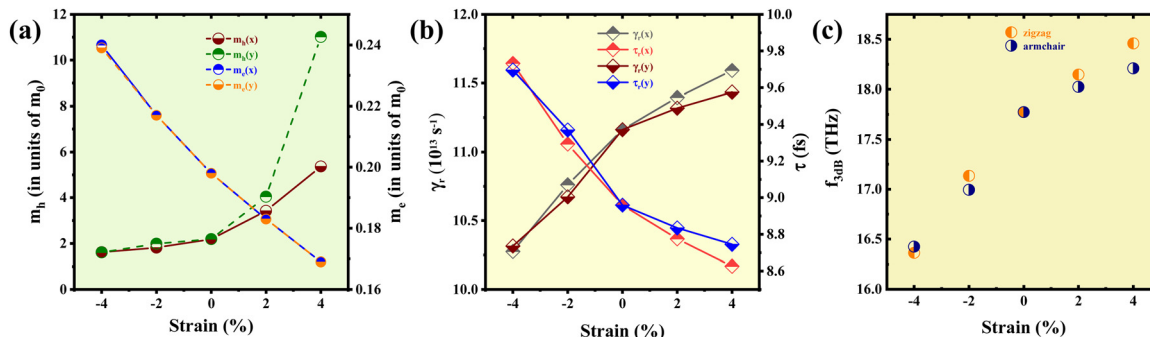 (a)
m_h (in units of m_0)
12
10
8
6
4
2
0
m_h(x)
m_h(y)
m_e(x)
m_e(y)
0.24
0.22
0.20
0.18
0.16
m_e (in units of m_0)
-4 -2 0 2 4
Strain (%)
(b)
γ_r (10^13 s^-1)
12.0
11.5
11.0
10.5
10.0
γ_r(x)
τ_r(x)
γ_r(y)
τ_r(y)
10.0
9.8
9.6
9.4
9.2
9.0
8.8
8.6
τ (fs)
-4 -2 0 2 4
Strain (%)
(c)
f_3dB (THz)
18.5
18.0
17.5
17.0
16.5
16.0
zigzag
armchair
-4 -2 0 2 4
Strain (%)